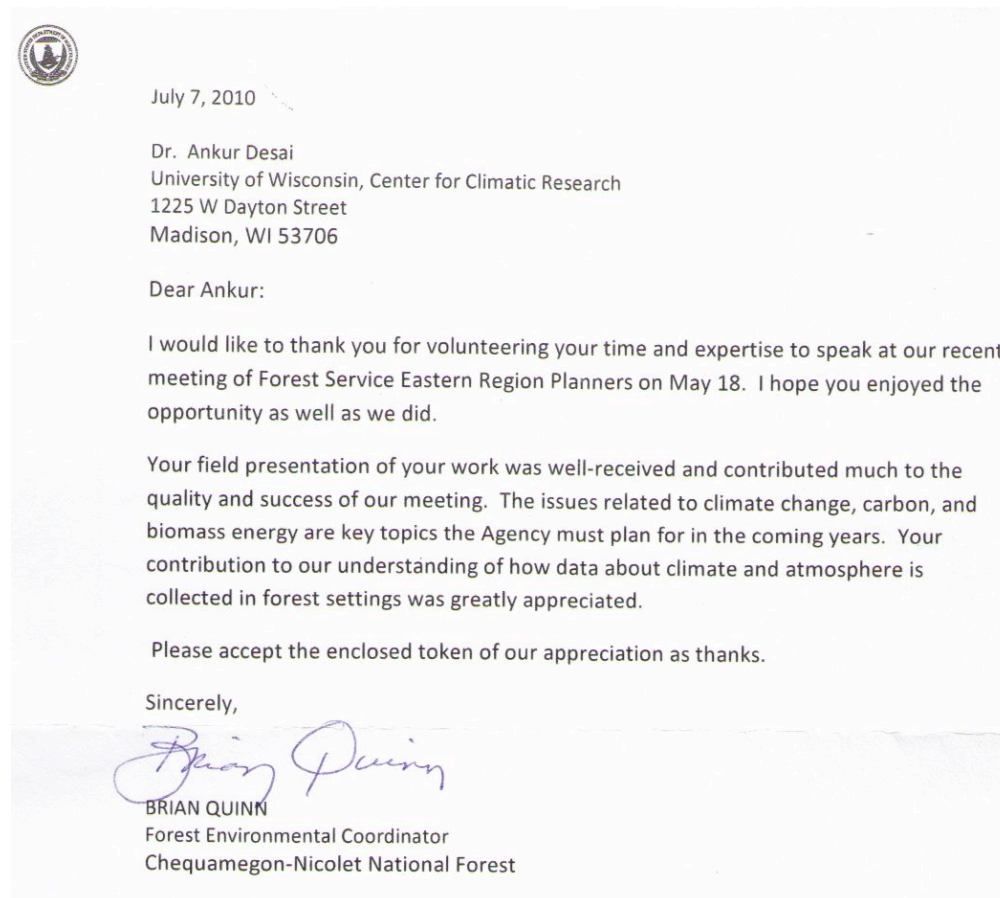 July 7, 2010
Dr. Ankur Desai
University of Wisconsin, Center for Climatic Research
1225 W Dayton Street
Madison, WI 53706
Dear Ankur:
I would like to thank you for volunteering your time and expertise to speak at our recent
meeting of Forest Service Eastern Region Planners on May 18.  I hope you enjoyed the
opportunity as well as we did.
Your field presentation of your work was well-received and contributed much to the
quality and success of our meeting.  The issues related to climate change, carbon, and
biomass energy are key topics the Agency must plan for in the coming years.  Your
contribution to our understanding of how data about climate and atmosphere is
collected in forest settings was greatly appreciated.
Please accept the enclosed token of our appreciation as thanks.
Sincerely,
Brian Quinn
BRIAN QUINN
Forest Environmental Coordinator
Chequamegon-Nicolet National Forest